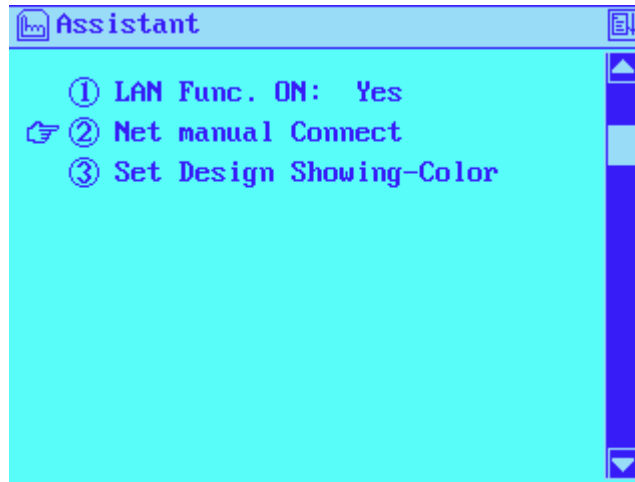 Assistant
① LAN Func. ON: Yes
② Net manual Connect
③ Set Design Showing-Color